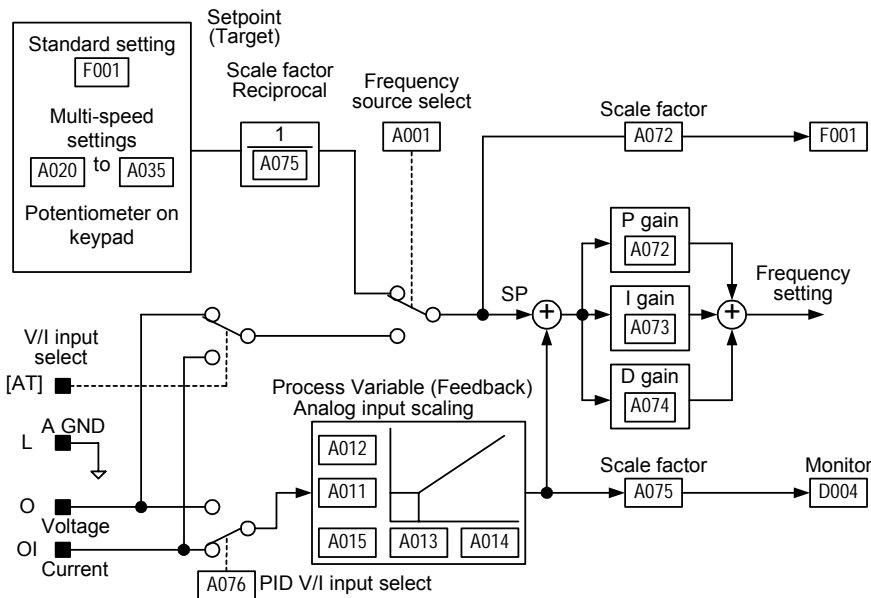 Setpoint
(Target)
Standard setting
F001
Multi-speed
settings
A020 to A035
Potentiometer on
keypad
Scale factor
Reciprocal
1
A075
Frequency
source select
A001
Scale factor
A072
F001
P gain
A072
SP
+
I gain
A073
+
Frequency
setting
D gain
A074
V/I input
select
[AT]
A GND
L
O
Voltage
OI
Current
Process Variable (Feedback)
Analog input scaling
A012
A011
A015
A013
A014
Scale factor
A075
Monitor
D004
A076
PID V/I input select